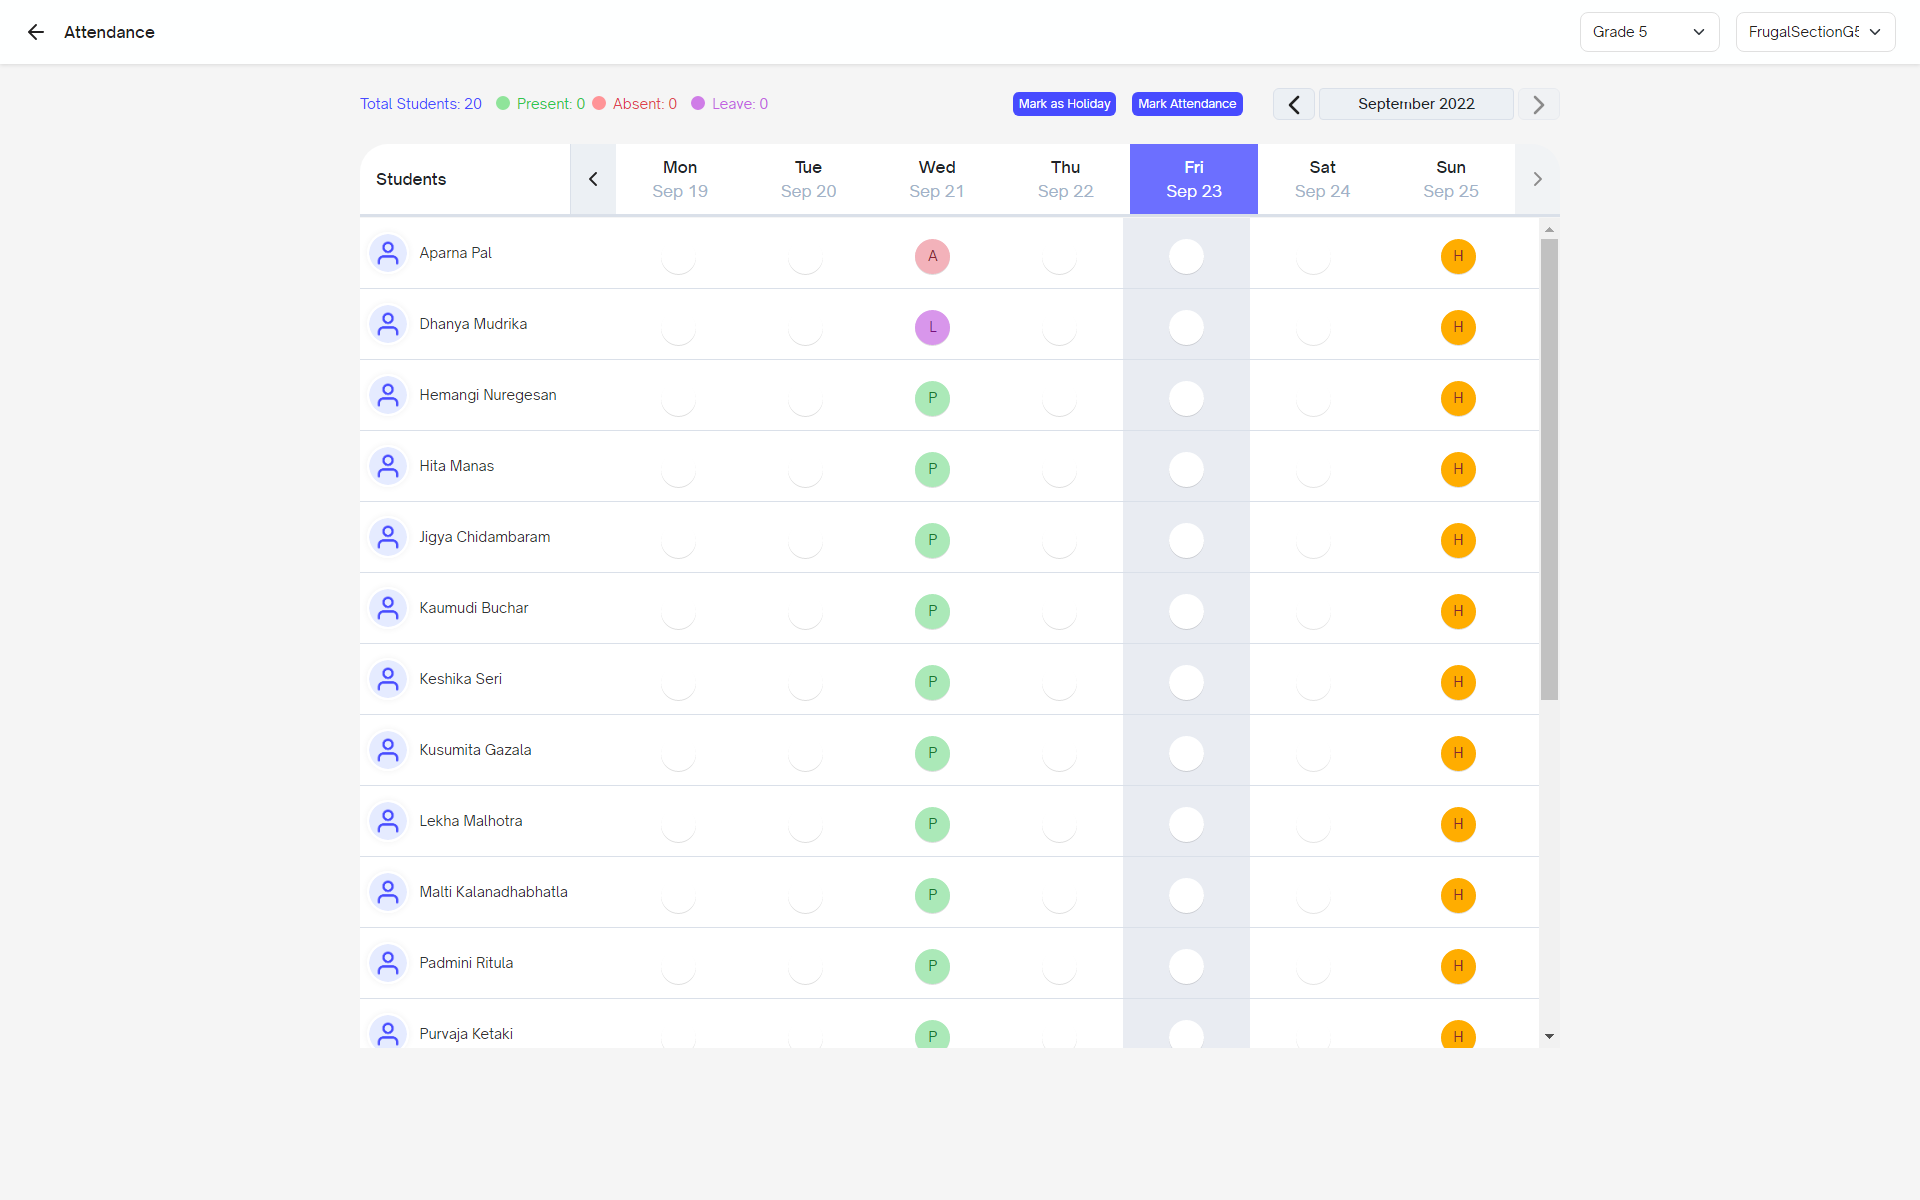 Attendance
Grade 5
FrugalSectionG5
Total Students: 20 Present: 0 Absent: 0 Leave: 0
Mark as Holiday
Mark Attendance
September 2022
Students
Mon Tue Wed Thu Fri Sat Sun
Sep 19 Sep 20 Sep 21 Sep 22 Sep 23 Sep 24 Sep 25
Aparna Pal A H
Dhanya Mudrika L H
Hemangi Nuregesan P H
Hita Manas P H
Jigya Chidambaram P H
Kaumudi Buchar P H
Keshika Seri P H
Kusumita Gazala P H
Lekha Malhotra P H
Malti Kalanadhabhatla P H
Padmini Ritula P H
Purvaja Ketaki P H